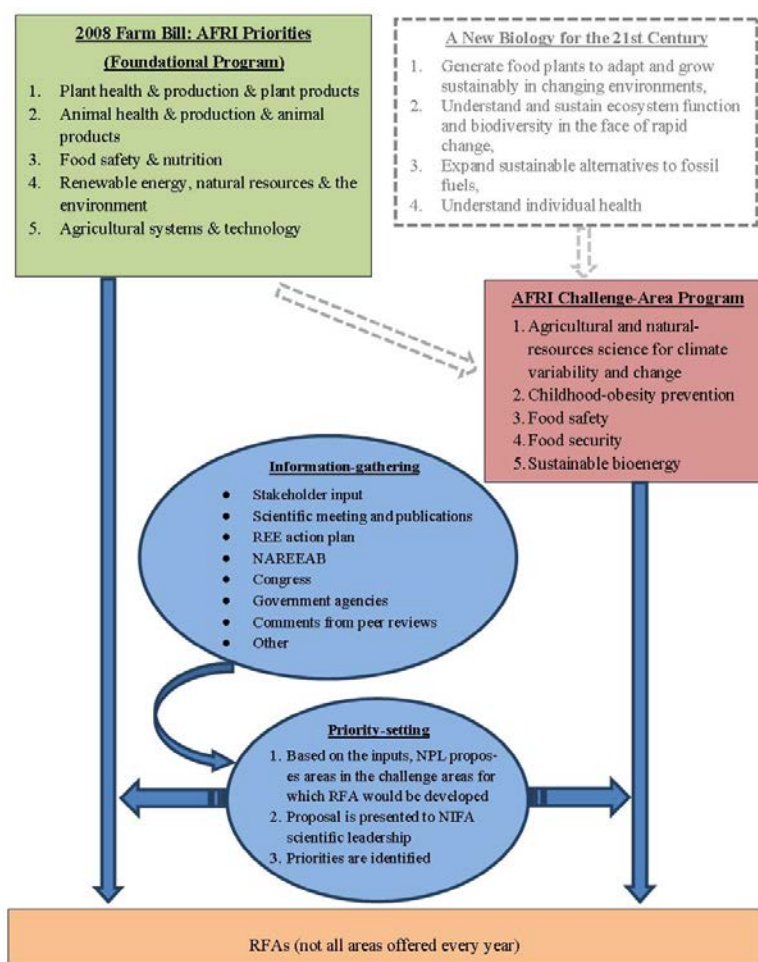 2008 Farm Bill: AFRI Priorities
(Foundational Program)
1. Plant health & production & plant products
2. Animal health & production & animal
products
3. Food safety & nutrition
4. Renewable energy, natural resources & the
environment
5. Agricultural systems & technology
A New Biology for the 21st Century
1. Generate food plants to adapt and grow
sustainably in changing environments,
2. Understand and sustain ecosystem function
and biodiversity in the face of rapid
change,
3. Expand sustainable alternatives to fossil
fuels,
4. Understand individual health
AFRI Challenge-Area Program
1. Agricultural and natural-
resources science for climate
variability and change
2. Childhood-obesity prevention
3. Food safety
4. Food security
5. Sustainable bioenergy
Information-gathering
● Stakeholder input
● Scientific meeting and publications
● REE action plan
● NAREEAB
● Congress
● Government agencies
● Comments from peer reviews
● Other
Priority-setting
1. Based on the inputs, NPL propos-
es areas in the challenge areas for
which RFA would be developed
2. Proposal is presented to NIFA
scientific leadership
3. Priorities are identified
RFAs (not all areas offered every year)